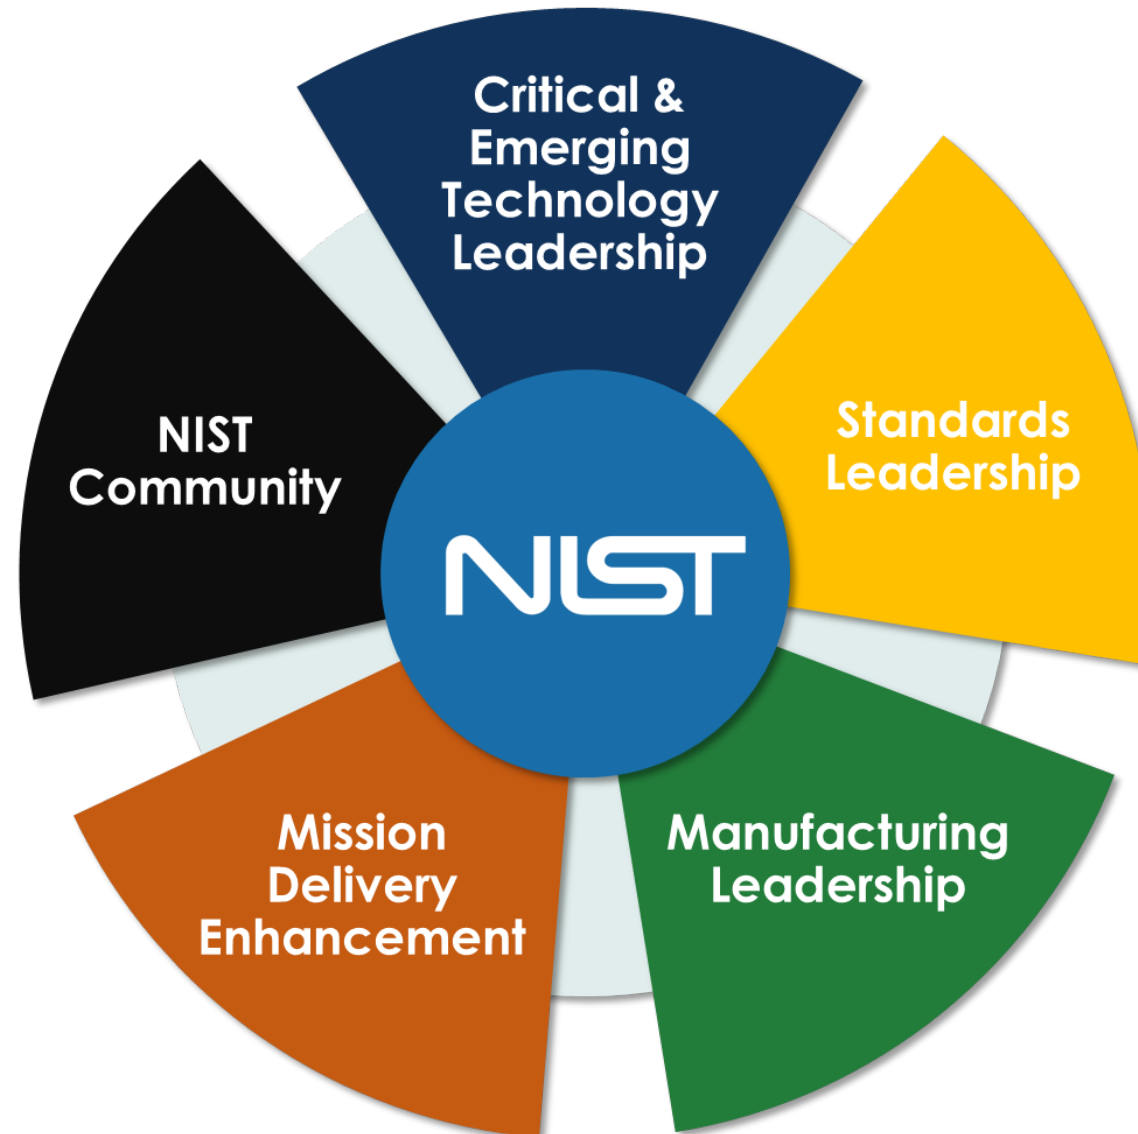 Critical &
Emerging
Technology
Leadership
Standards
Leadership
Manufacturing
Leadership
Mission
Delivery
Enhancement
NIST
Community
NIST